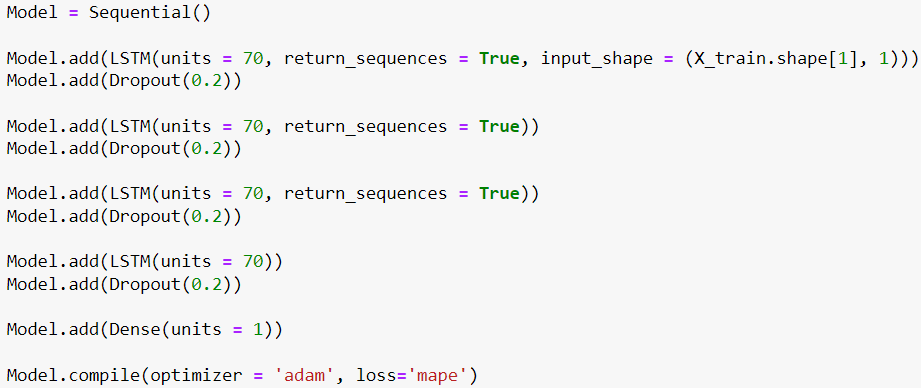 Model = Sequential()
Model.add(LSTM(units = 70, return_sequences = True, input_shape = (X_train.shape[1], 1)))
Model.add(Dropout(0.2))
Model.add(LSTM(units = 70, return_sequences = True))
Model.add(Dropout(0.2))
Model.add(LSTM(units = 70, return_sequences = True))
Model.add(Dropout(0.2))
Model.add(LSTM(units = 70))
Model.add(Dropout(0.2))
Model.add(Dense(units = 1))
Model.compile(optimizer = 'adam', loss='mape')